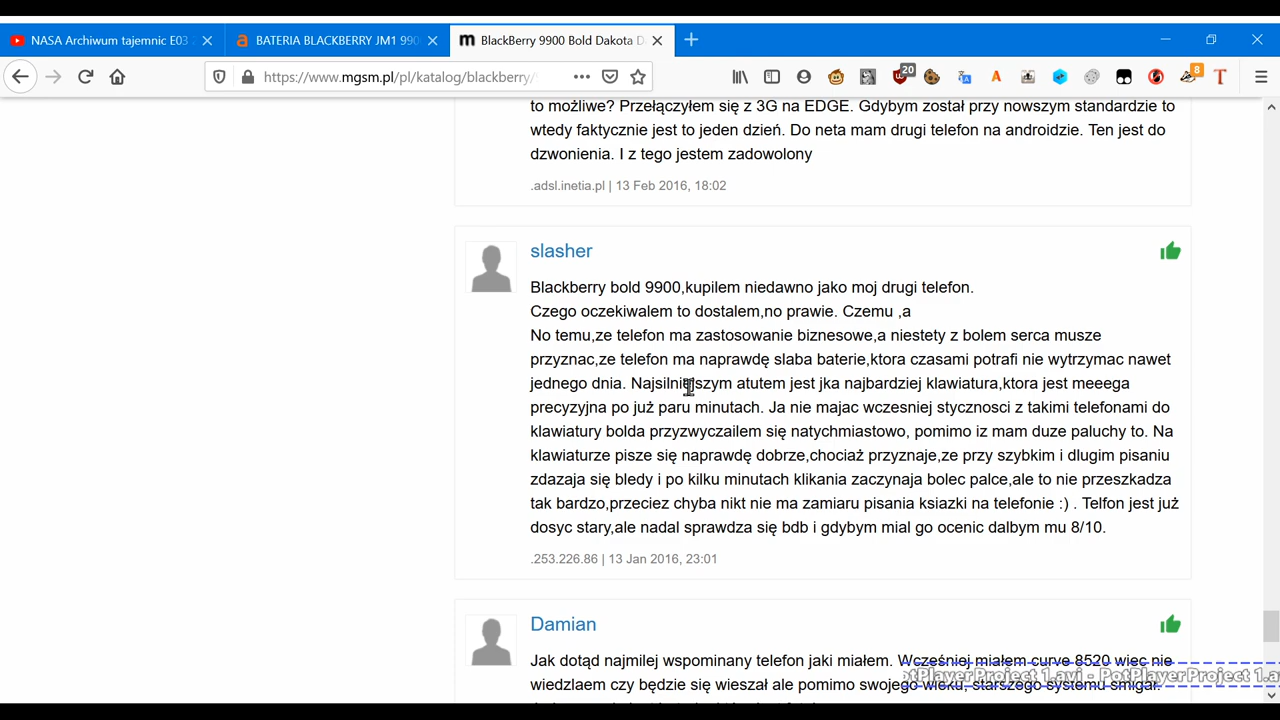 NASA Archiwum tajemnic E03
BATERIA BLACKBERRY JM1 990
BlackBerry 9900 Bold Dakota D
https://www.mgsm.pl/pl/katalog/blackberry/
20
8
to możliwe? Przełączyłem się z 3G na EDGE. Gdybym został przy nowszym standardzie to
wtedy faktycznie jest to jeden dzień. Do neta mam drugi telefon na androidzie. Ten jest do
dzwonienia. I z tego jestem zadowolony
.adsl.inetia.pl | 13 Feb 2016, 18:02
slasher
Blackberry bold 9900,kupilem niedawno jako moj drugi telefon.
Czego oczekiwalem to dostalem,no prawie. Czemu ,a
No temu,ze telefon ma zastosowanie biznesowe,a niestety z bolem serca musze
przyznac,ze telefon ma naprawdę slaba baterie,ktora czasami potrafi nie wytrzymac nawet
jednego dnia. Najsilniejszym atutem jest jka najbardziej klawiatura,ktora jest meeega
precyzyjna po już paru minutach. Ja nie majac wczesniej stycznosci z takimi telefonami do
klawiatury bolda przyzwyczailem się natychmiastowo, pomimo iz mam duze paluchy to. Na
klawiaturze pisze się naprawdę dobrze,chociaż przyznaje,ze przy szybkim i dlugim pisaniu
zdazaja się bledy i po kilku minutach klikania zaczynaja bolec palce,ale to nie przeszkadza
tak bardzo,przeciez chyba nikt nie ma zamiaru pisania ksiazki na telefonie :) . Telfon jest już
dosyc stary,ale nadal sprawdza się bdb i gdybym mial go ocenic dalbym mu 8/10.
.253.226.86 | 13 Jan 2016, 23:01
Damian
Jak dotąd najmilej wspominany telefon jaki miałem. Wcześniej miałem curve 8520 wiec nie
otPlayerProject 1.avi - PotPlayerProject 1.av
wiedzlaem czy będzie się wieszał ale pomimo swojego wieku, starszego systemu śmigał.